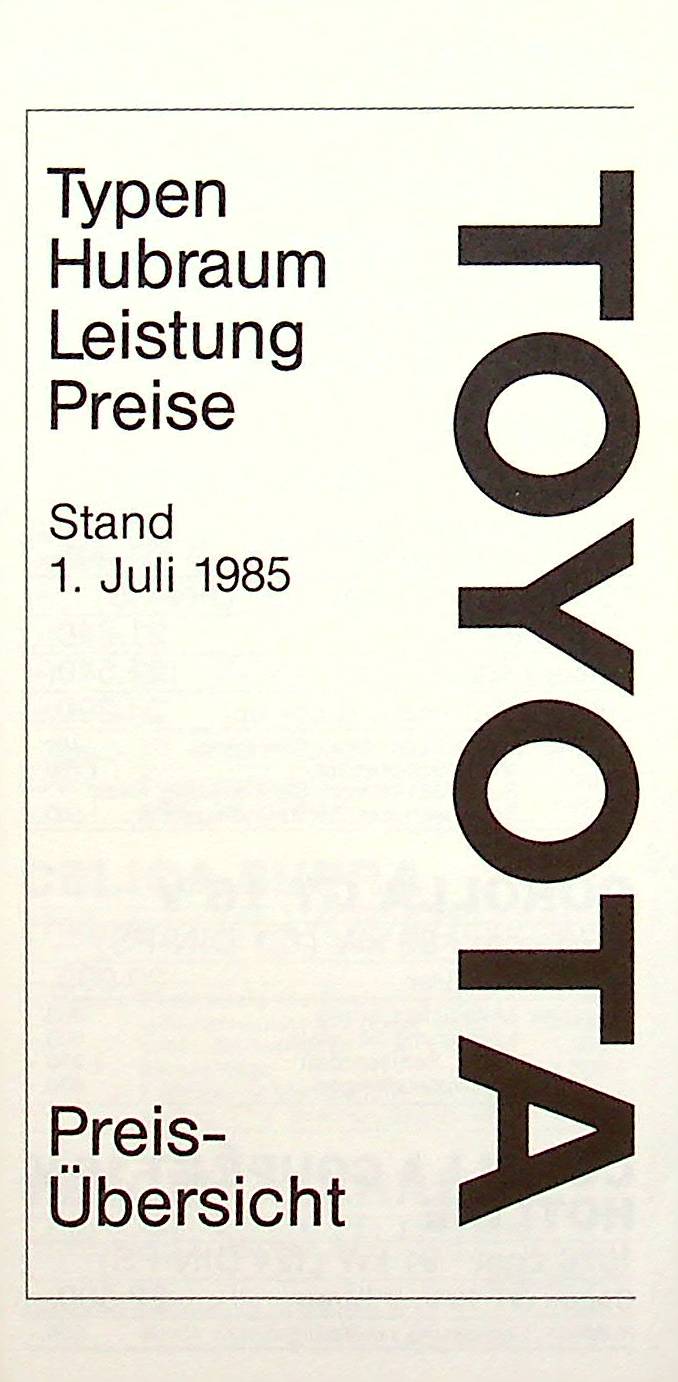 Typen
Hubraum
Leistung
Preise
Stand
1. Juli 1985
TOYOTA
Preis-
Übersicht